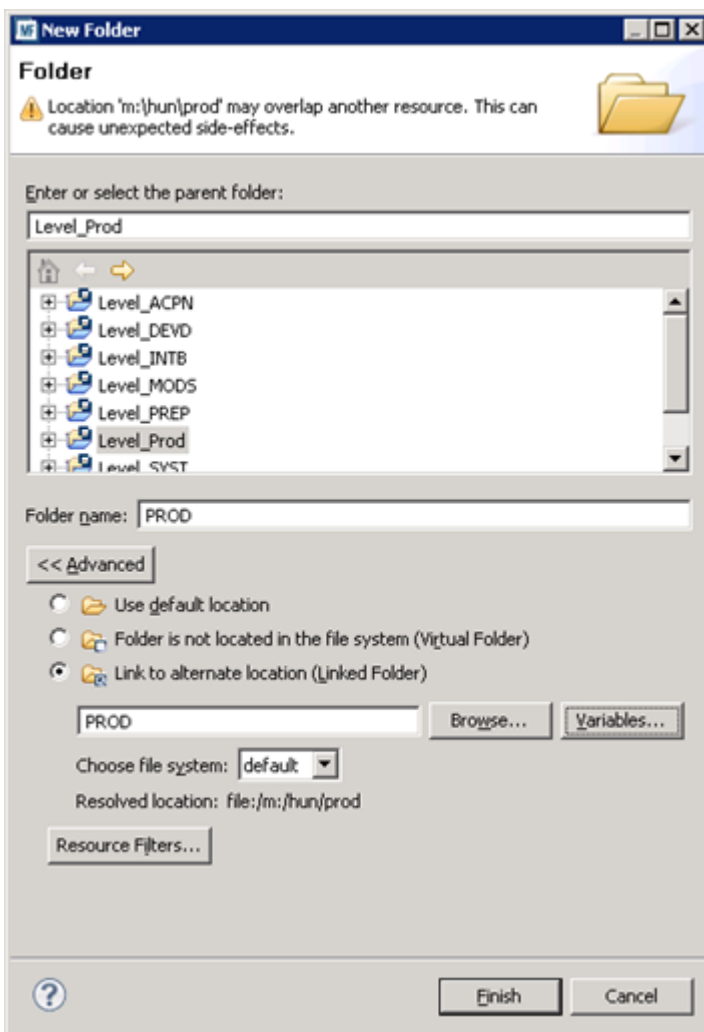 New Folder
Folder
Location 'm:\hun\prod' may overlap another resource. This can
cause unexpected side-effects.
Enter or select the parent folder:
Level_Prod
Level_ACPN
Level_DEVD
Level_INTB
Level_MODS
Level_PREP
Level_Prod
Level_SYST
Folder name: PROD
<< Advanced
Use default location
Folder is not located in the file system (Virtual Folder)
Link to alternate location (Linked Folder)
PROD Browse... Variables...
Choose file system: default
Resolved location: file:/m:/hun/prod
Resource Filters...
? Finish Cancel